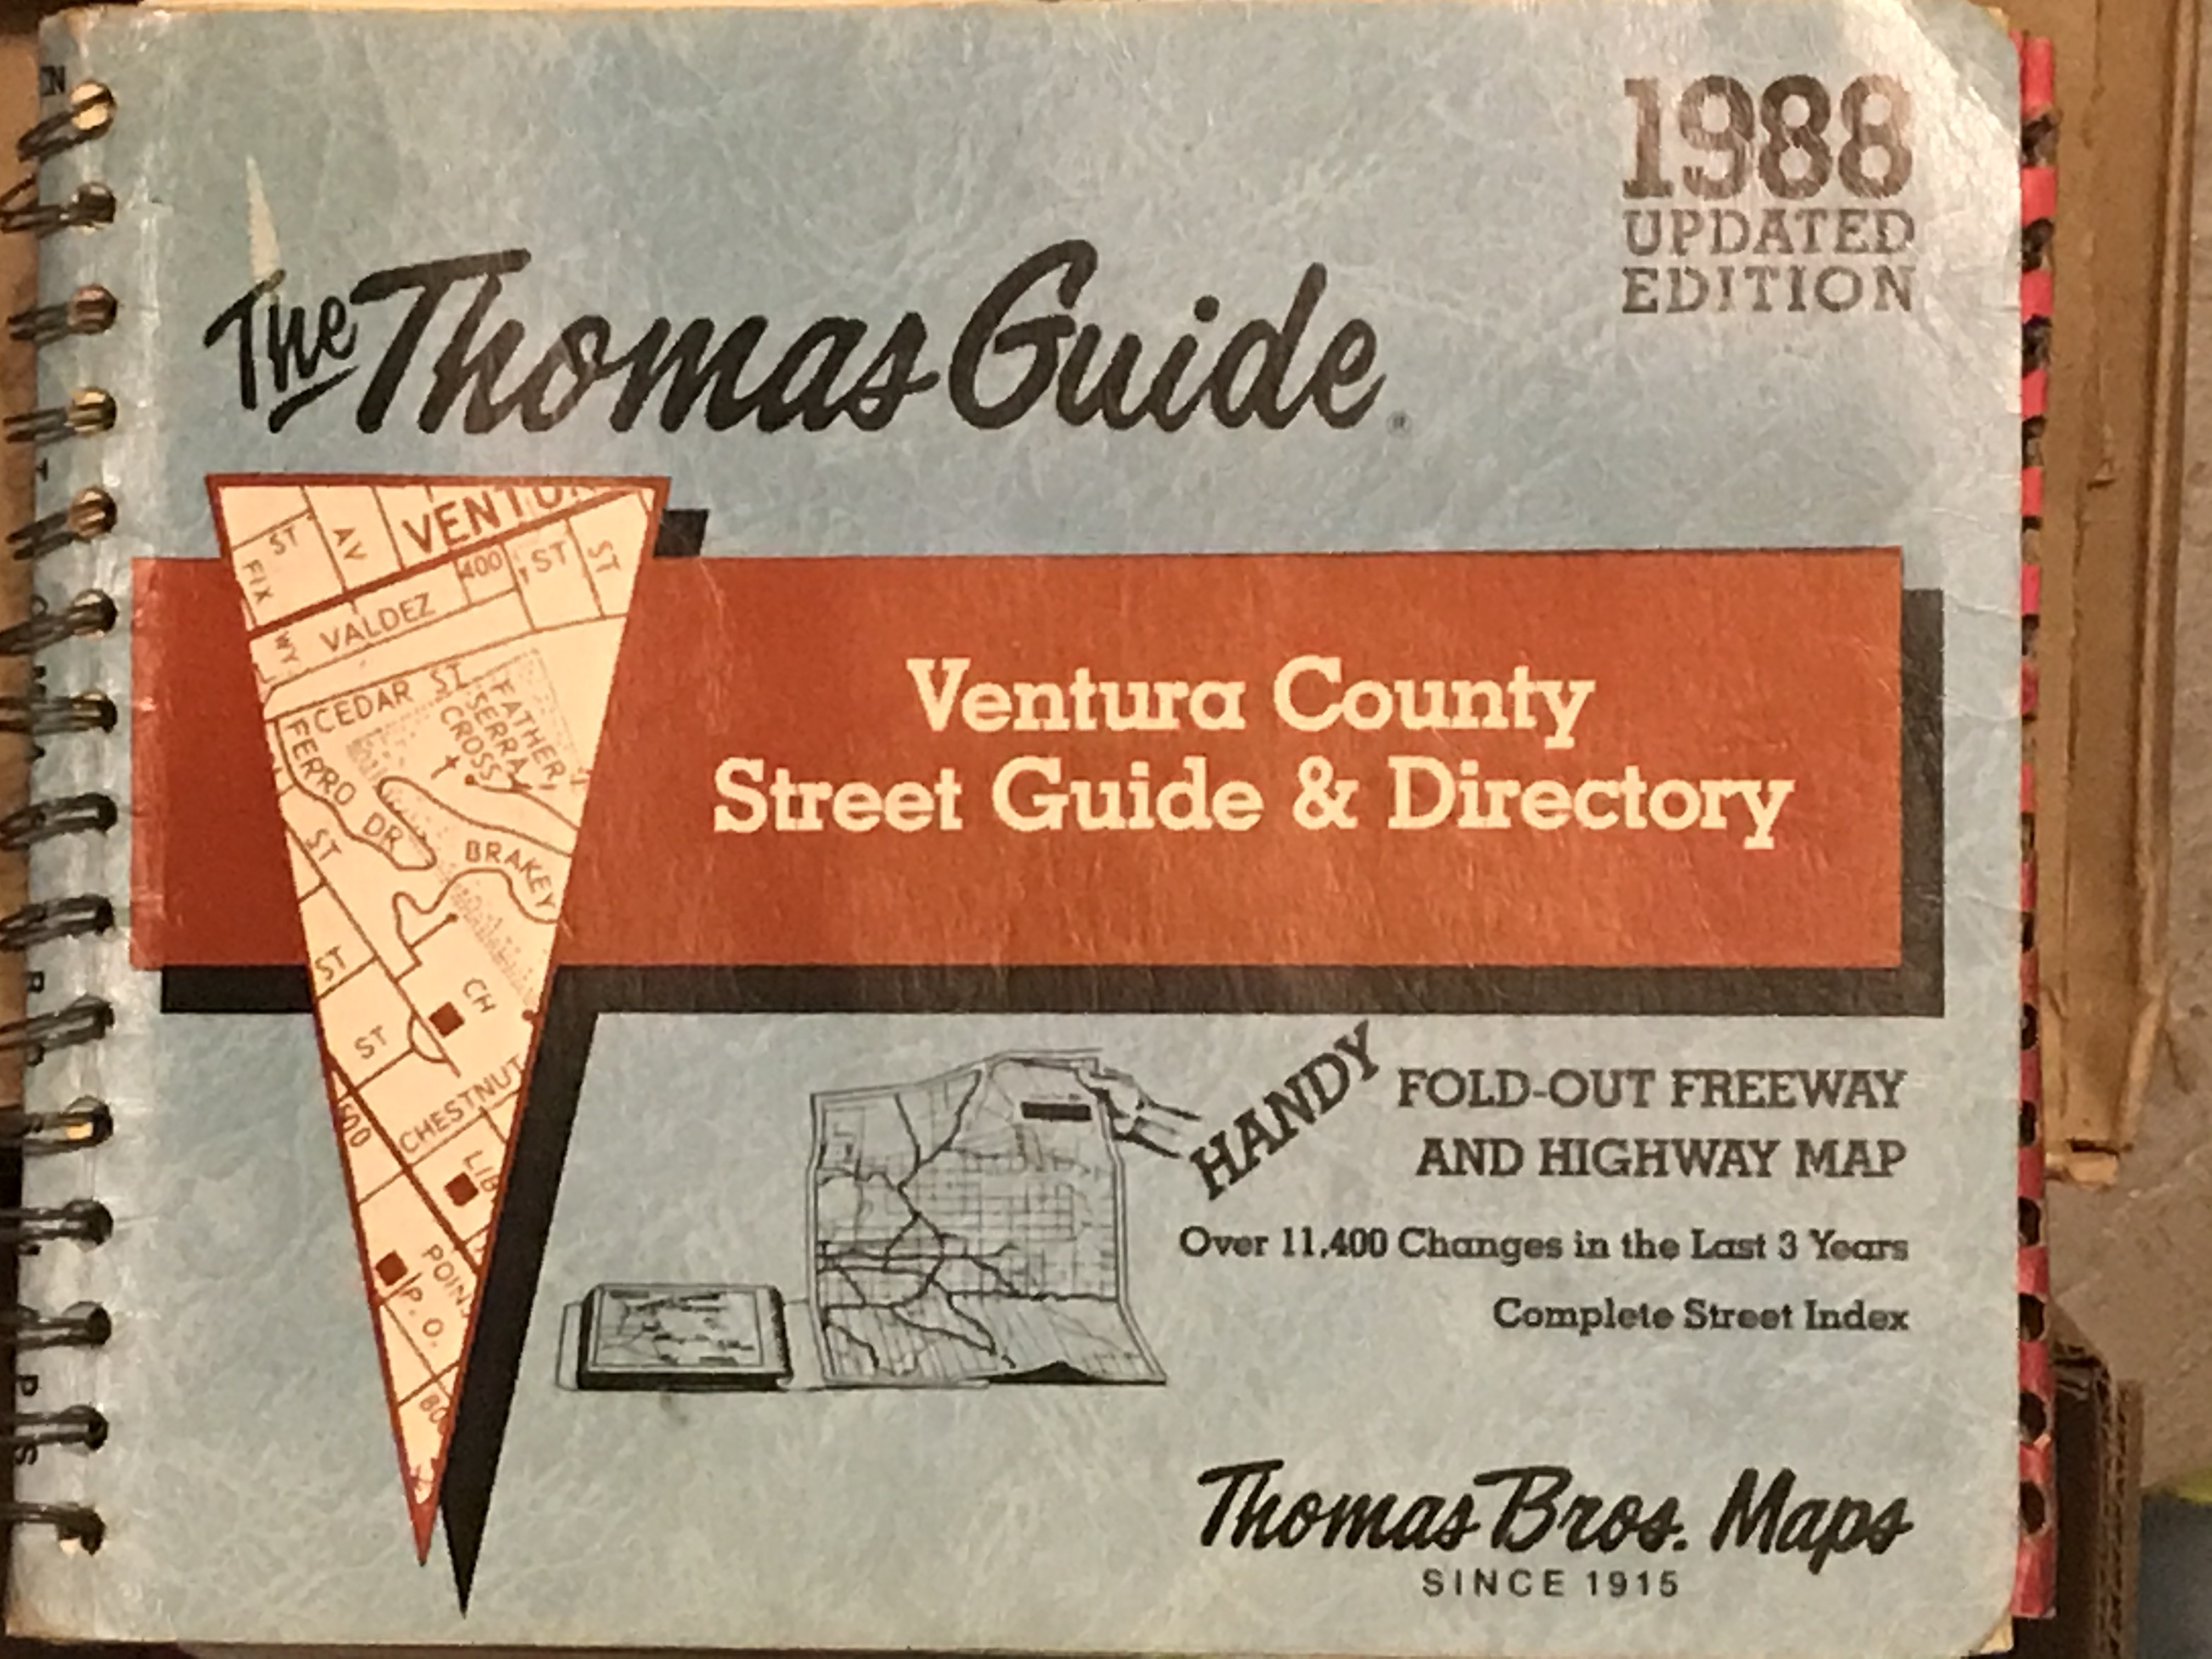 1988
UPDATED
EDITION
The Thomas Guide®
VENTUR
ST
AV
400
ST
ST
FIX
WY
VALDEZ
CEDAR ST
FATHER
SERRA
CROSS
FERRO DR
ST
BRAKEY
ST
CH
ST
CHESTNUT
500
LIB
POIN
P. O.
Ventura County
Street Guide & Directory
HANDY
FOLD-OUT FREEWAY
AND HIGHWAY MAP
Over 11,400 Changes in the Last 3 Years
Complete Street Index
Thomas Bros. Maps
SINCE 1915